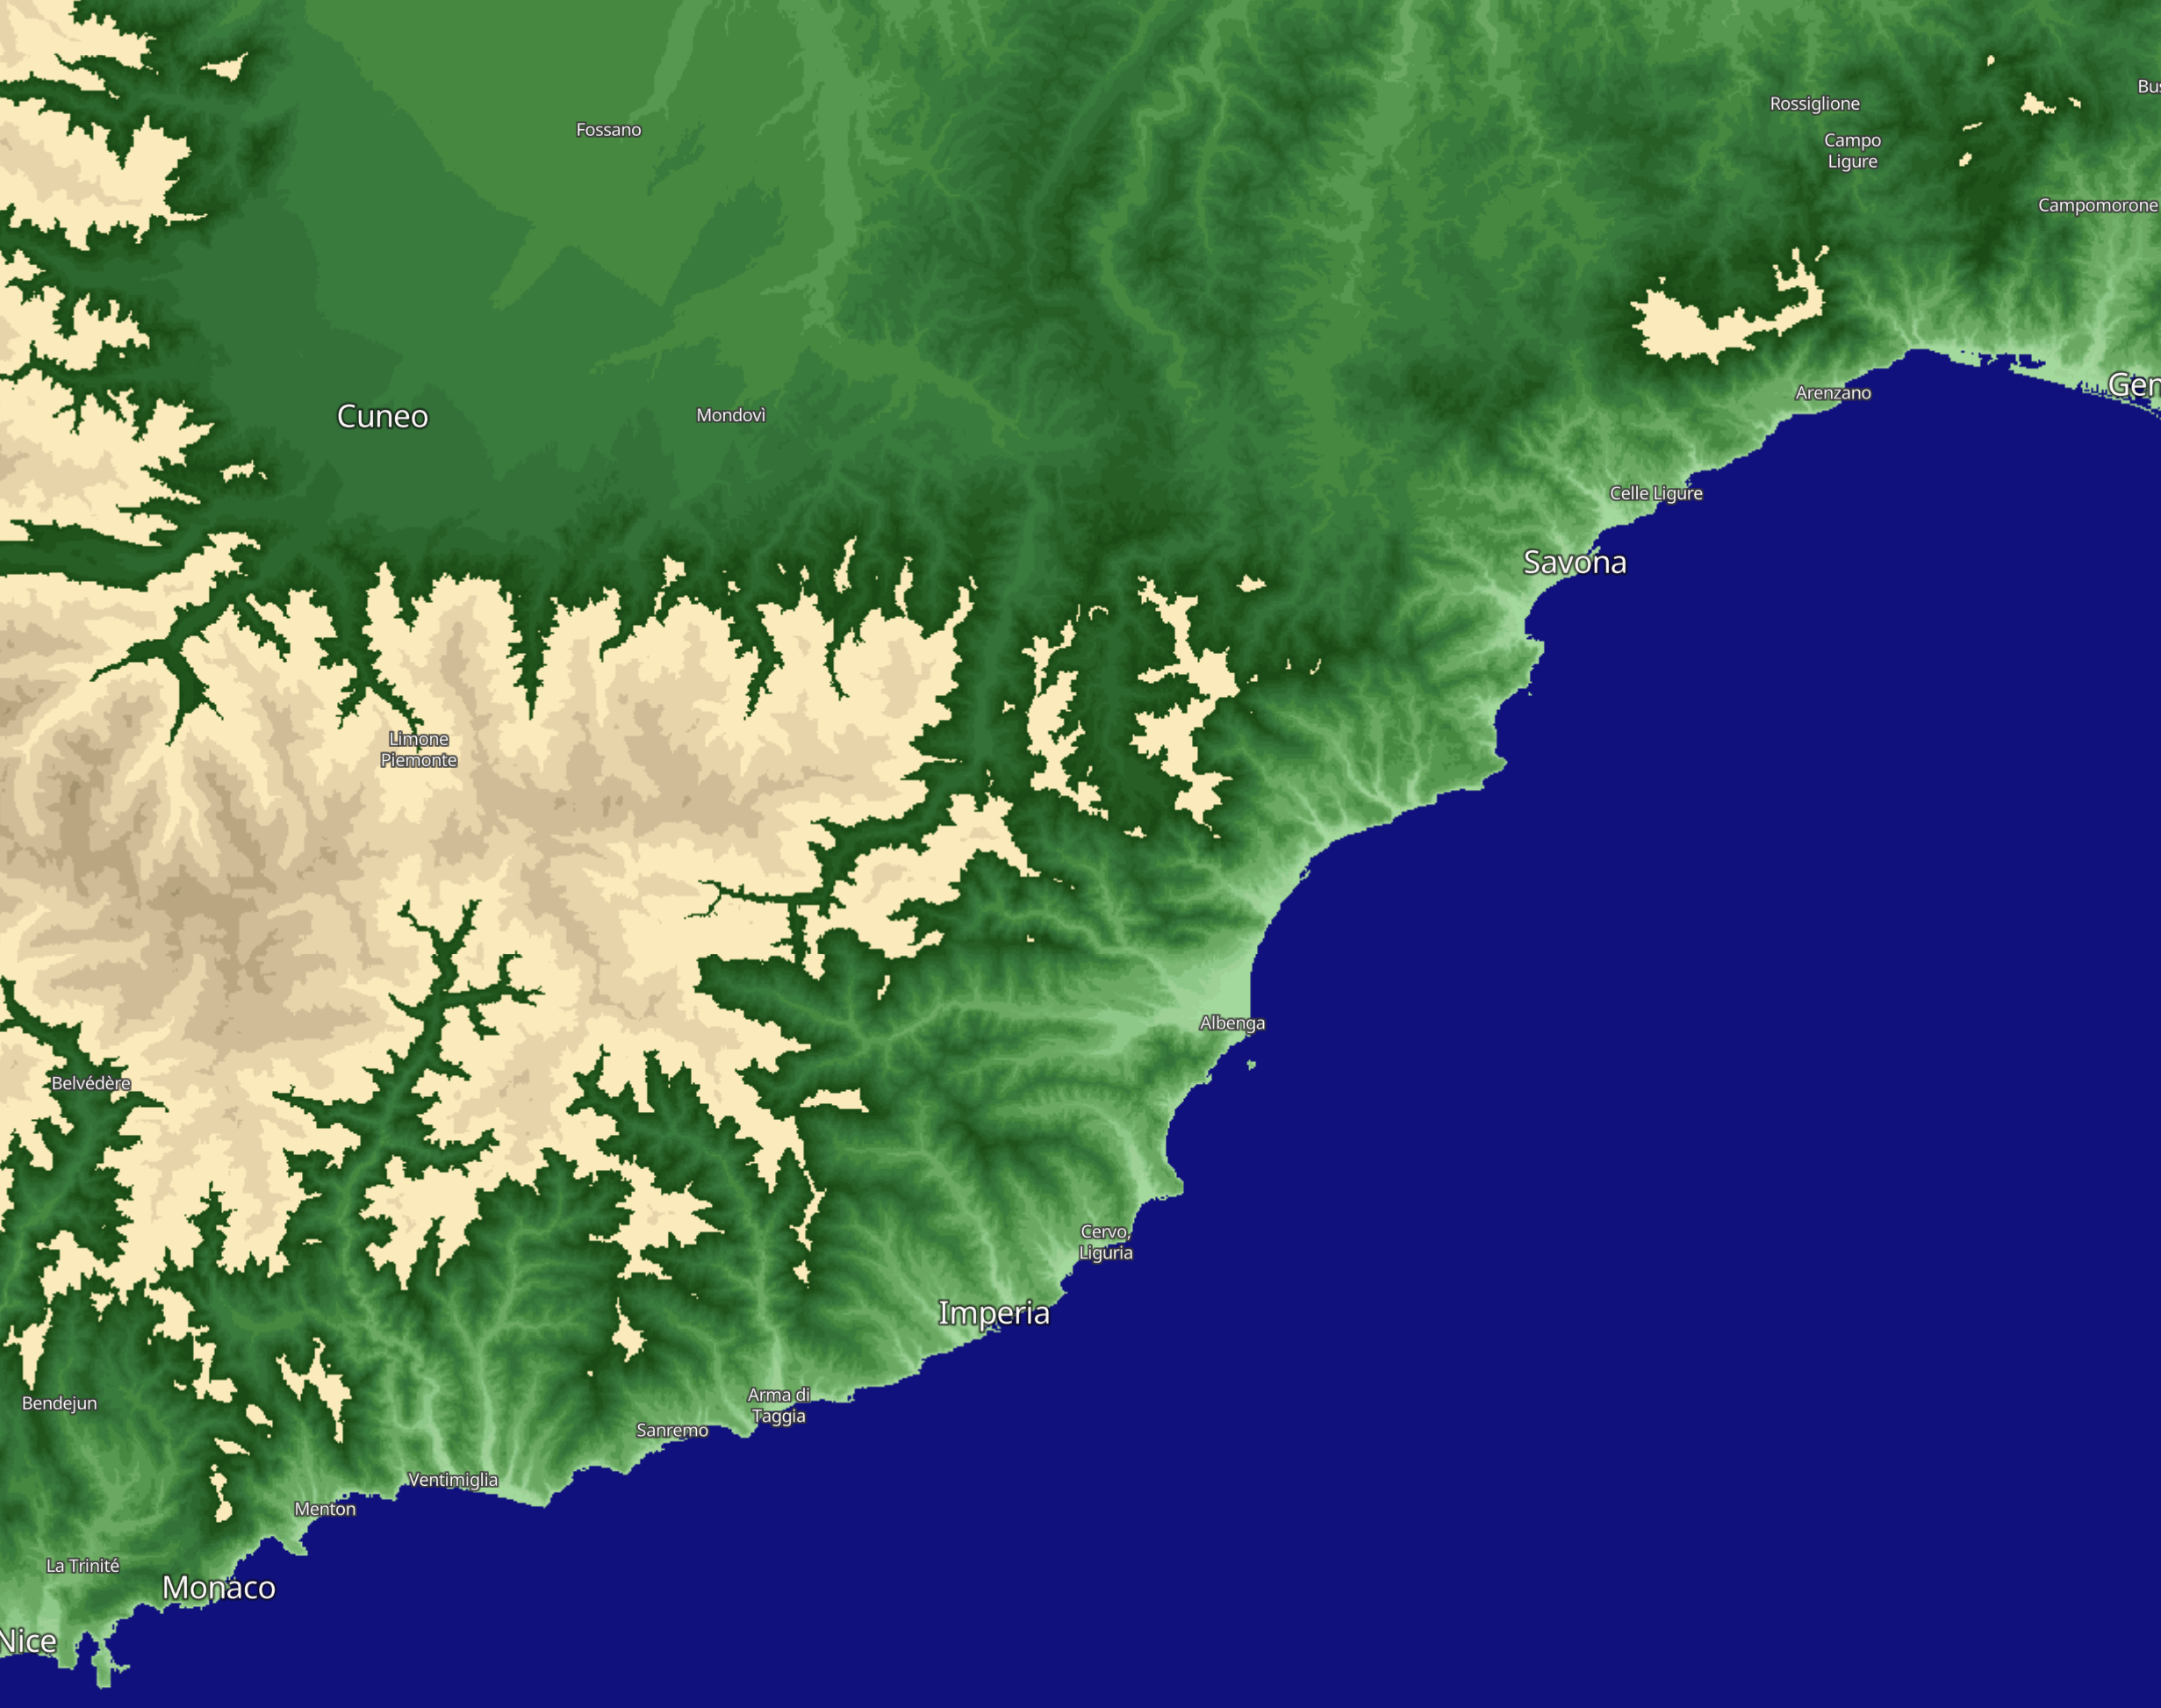 Bus
Rossiglione
Fossano
Campo
Ligure
Campomorone
Gen
Arenzano
Cuneo
Mondovì
Celle Ligure
Savona
Limone
Piemonte
Albenga
Belvédère
Cervo,
Liguria
Imperia
Bendejun
Arma di
Taggia
Sanremo
Ventimiglia
Menton
La Trinité
Monaco
Nice